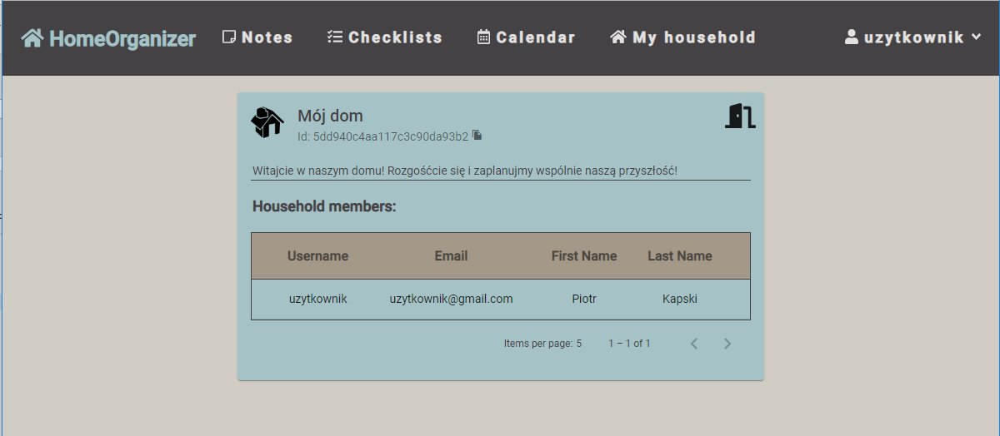 HomeOrganizer Notes Checklists Calendar My household uzytkownik
Mój dom
Id: 5dd940c4aa117c3c90da93b2
Witajcie w naszym domu! Rozgośćcie się i zaplanujmy wspólnie naszą przyszłość!
Household members:
Username Email First Name Last Name
uzytkownik uzytkownik@gmail.com Piotr Kapski
Items per page: 5 1 – 1 of 1